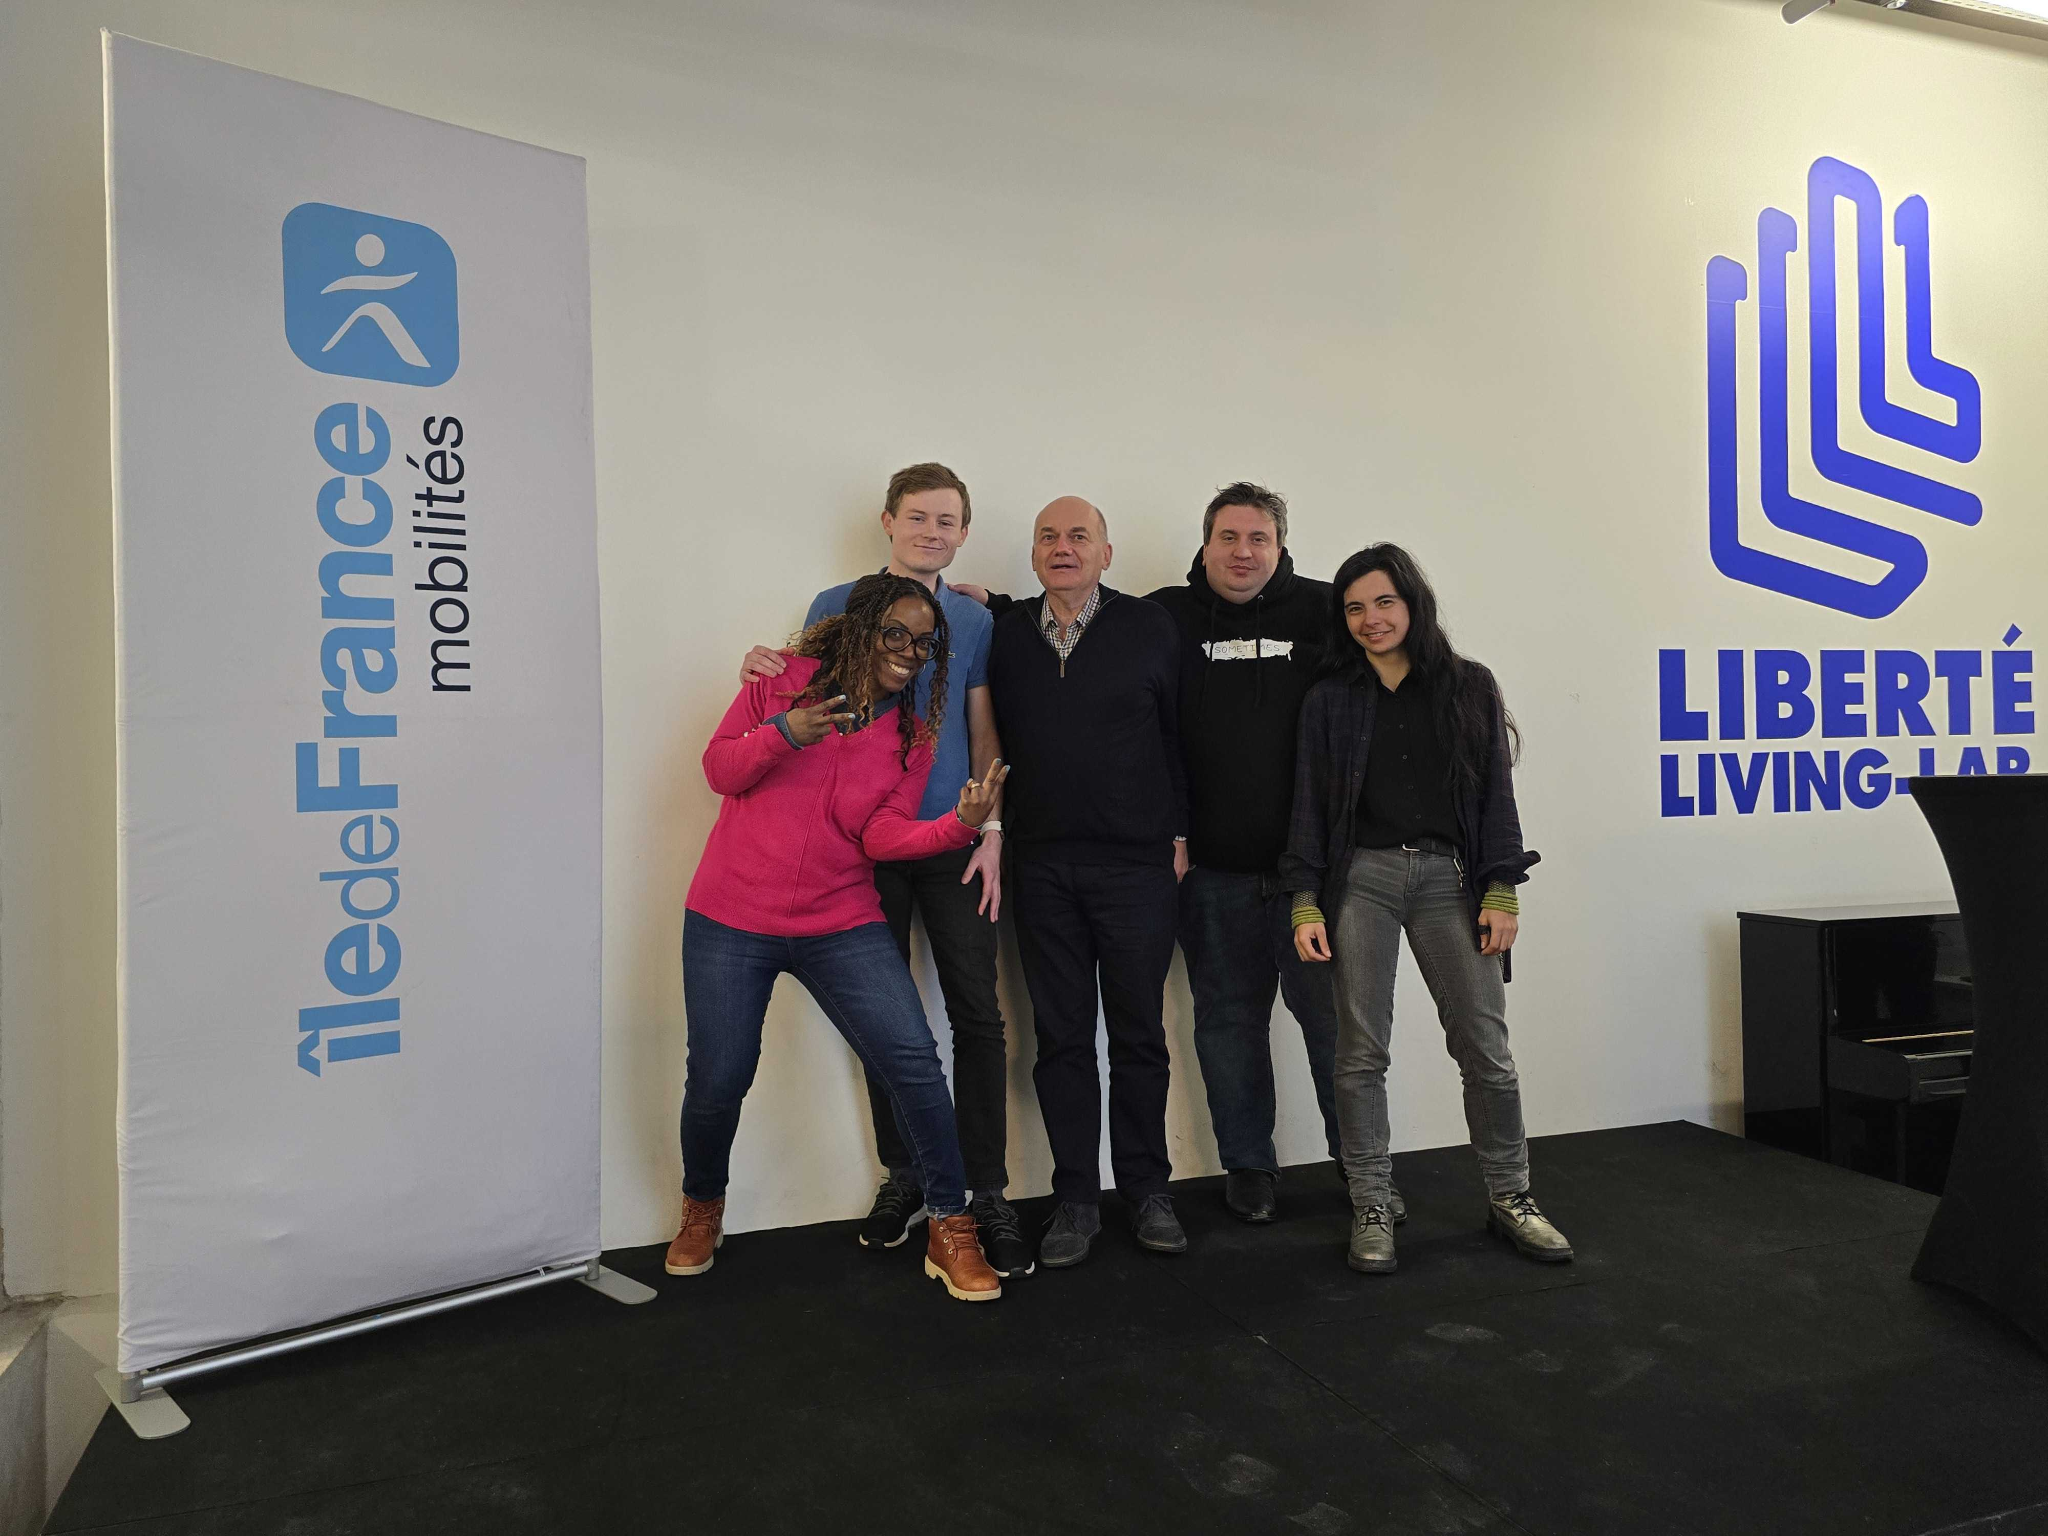 îledeFrance
mobilités
SOMETIMES
LIBERTÉ
LIVING-LAB